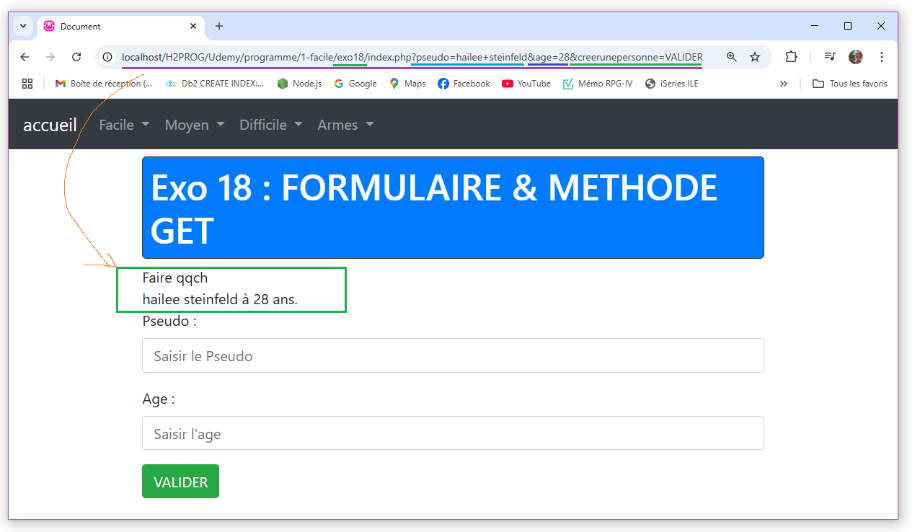 Document
localhost/H2PROG/Udemy/programme/1-facile/exo18/index.php?pseudo=hailee+steinfeld&age=28&creerunepersonne=VALIDER
Boîte de réception (... Db2 CREATE INDEX:... Node.js Google Maps Facebook YouTube Mémo RPG-IV iSeries ILE Tous les favoris
accueil Facile Moyen Difficile Armes
Exo 18 : FORMULAIRE & METHODE
GET
Faire qqch
hailee steinfeld à 28 ans.
Pseudo :
Saisir le Pseudo
Age :
Saisir l'age
VALIDER